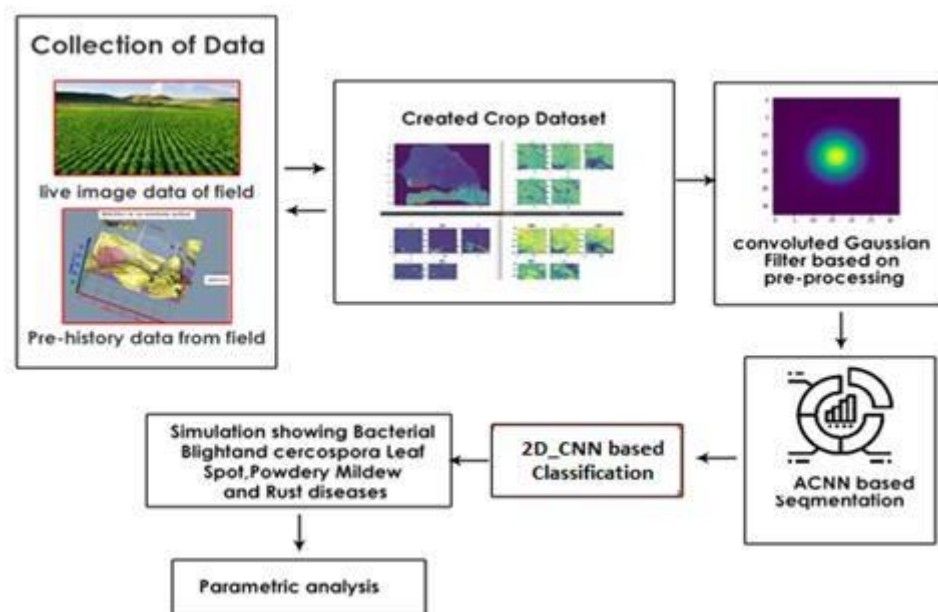 Collection of Data
live image data of field
Pre-history data from field
Created Crop Dataset
convoluted Gaussian
Filter based on
pre-processing
ACNN based
Segmentation
2D_CNN based
Classification
Simulation showing Bacterial
Blightand cercospora Leaf
Spot,Powdery Mildew
and Rust diseases
Parametric analysis